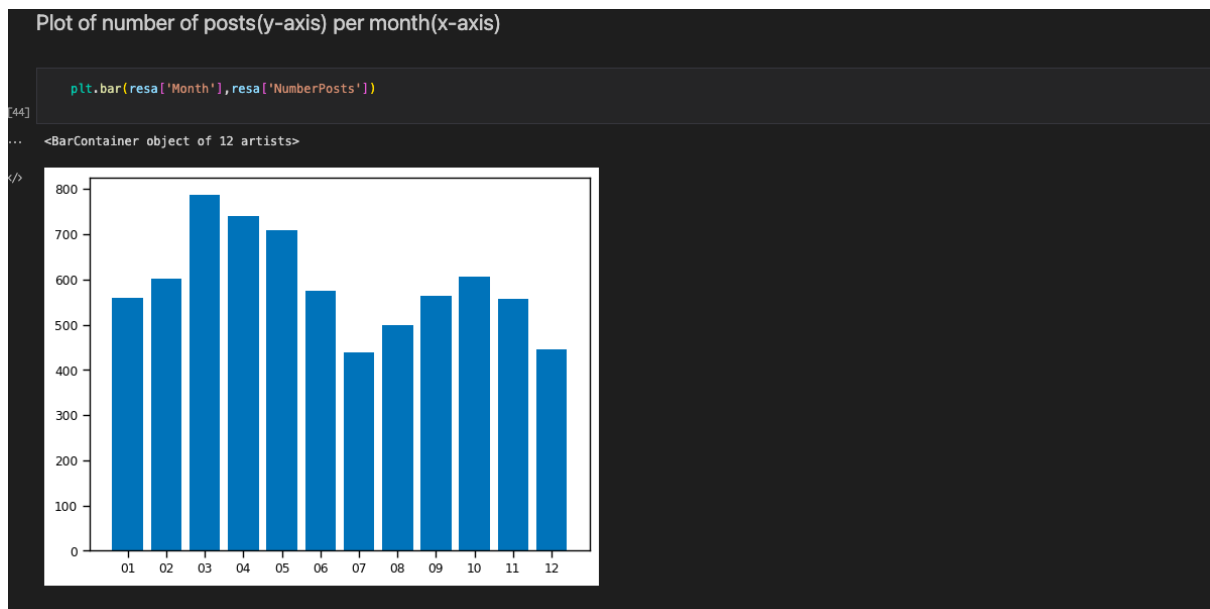 Plot of number of posts(y-axis) per month(x-axis)
plt.bar(resa['Month'],resa['NumberPosts'])
[44]
... <BarContainer object of 12 artists>
</>
800
700
600
500
400
300
200
100
0
01 02 03 04 05 06 07 08 09 10 11 12